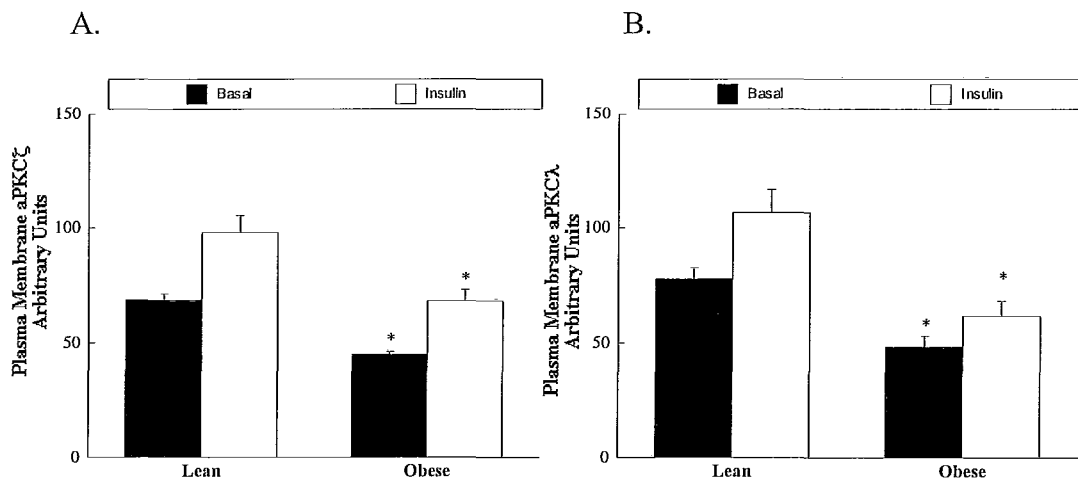 A.
B.
Basal Insulin
Basal Insulin
150
100
50
0
Plasma Membrane aPKCζ
Arbitrary Units
*
*
Lean Obese
150
100
50
0
Plasma Membrane aPKCλ
Arbitrary Units
*
*
Lean Obese